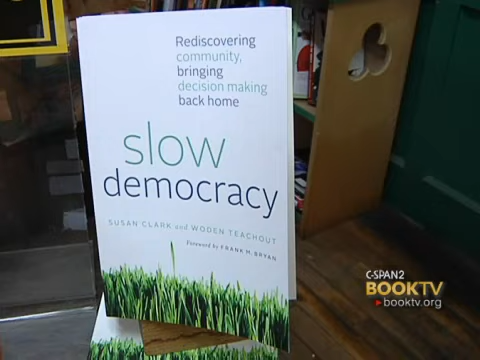 Rediscovering
community,
bringing
decision making
back home
slow
democracy
SUSAN CLARK and WODEN TEACHOUT
Foreword by FRANK M. BRYAN
C-SPAN2
BOOKTV
booktv.org